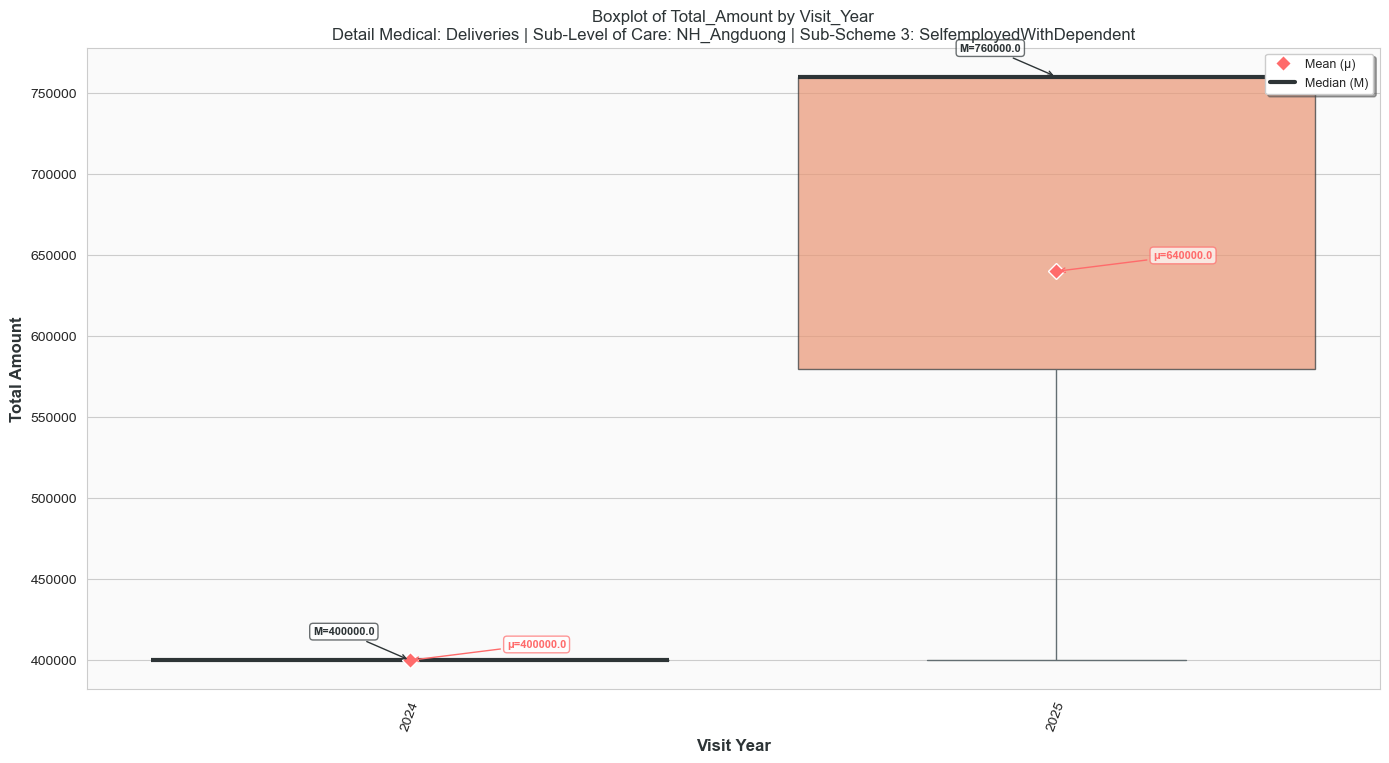 Boxplot of Total_Amount by Visit_Year
Detail Medical: Deliveries | Sub-Level of Care: NH_Angduong | Sub-Scheme 3: SelfemployedWithDependent
M=760000.0
Mean (μ)
Median (M)
750000
700000
650000
μ=640000.0
600000
550000
500000
450000
400000
M=400000.0
μ=400000.0
Total Amount
2024
2025
Visit Year